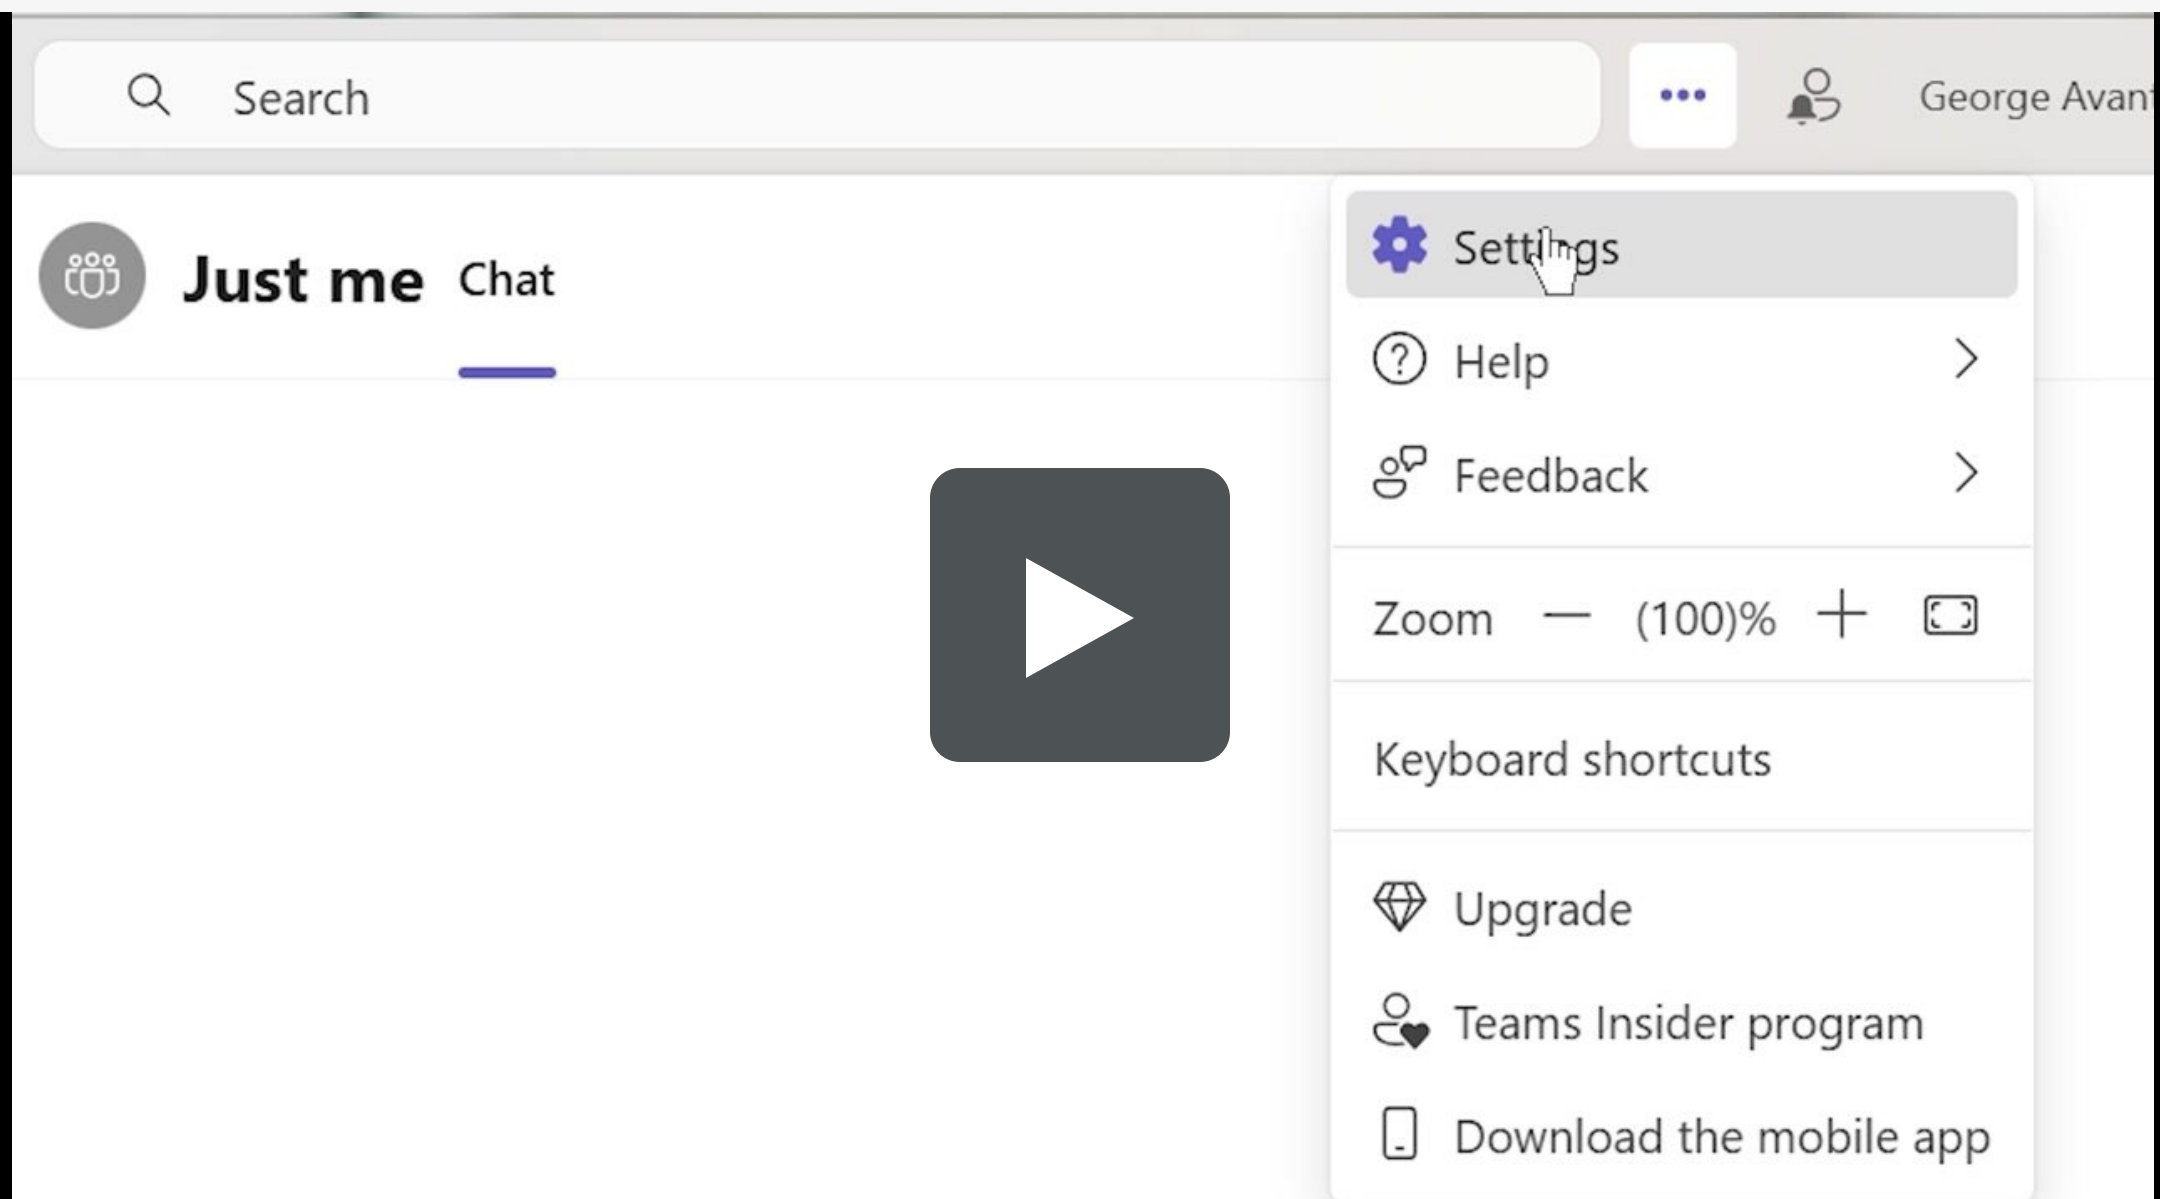 Search
George Avant
Just me Chat
Settings
Help
Feedback
Zoom — (100)% +
Keyboard shortcuts
Upgrade
Teams Insider program
Download the mobile app